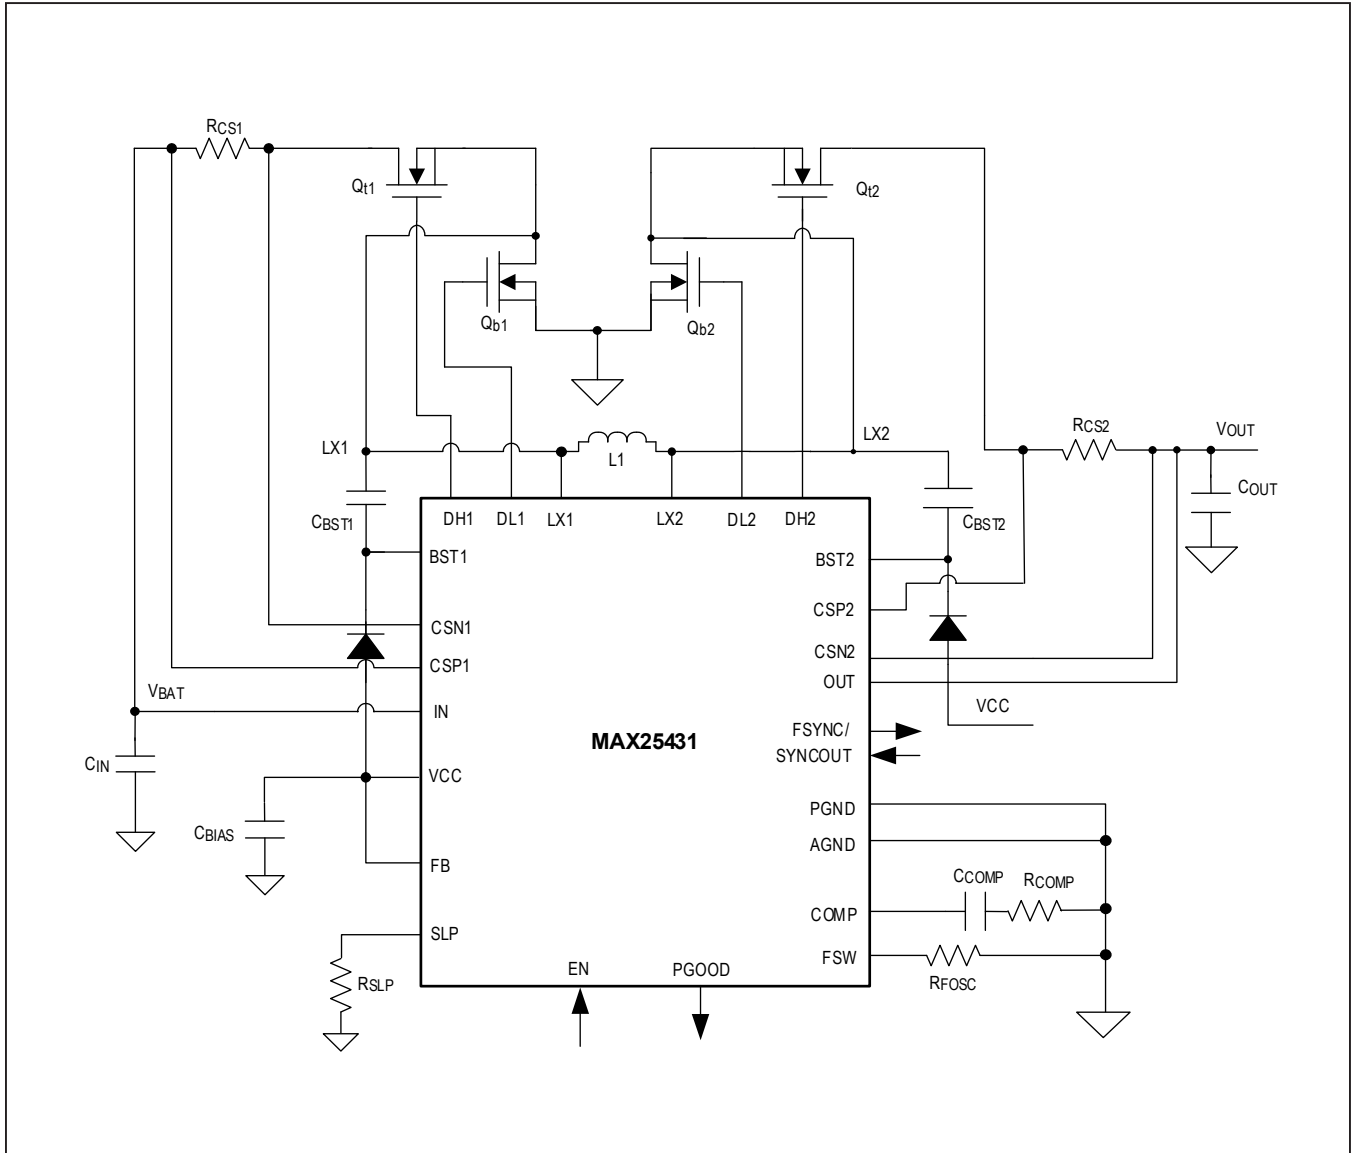 RCS1
Qt1
Qt2
Qb1
Qb2
LX1
L1
LX2
RCS2
VOUT
COUT
CBST1
DH1
DL1
LX1
LX2
DL2
DH2
CBST2
BST1
BST2
CSN1
CSP2
CSP1
CSN2
OUT
VBAT
IN
VCC
MAX25431
FSYNC/
SYNCOUT
CIN
VCC
CBIAS
PGND
AGND
FB
CCOMP
RCOMP
COMP
SLP
FSW
RSLP
EN
PGOOD
RFOSC